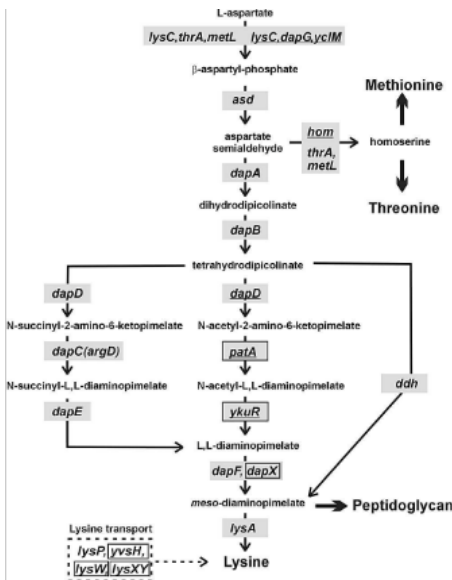 L-aspartate
lysC,thrA,metL lysC,dapG,yclM
β-aspartyl-phosphate
asd
Methionine
aspartate
semialdehyde
hom
thrA,
metL
homoserine
dapA
Threonine
dihydrodipicolinate
dapB
tetrahydrodipicolinate
dapD dapD
N-succinyl-2-amino-6-ketopimelate N-acetyl-2-amino-6-ketopimelate
dapC(argD) patA
N-succinyl-L,L-diaminopimelate N-acetyl-L,L-diaminopimelate
ddh
dapE ykuR
L,L-diaminopimelate
dapF, dapX
meso-diaminopimelate Peptidoglycan
lysA
Lysine transport
lysP, yvsH,
lysW lysXY
Lysine